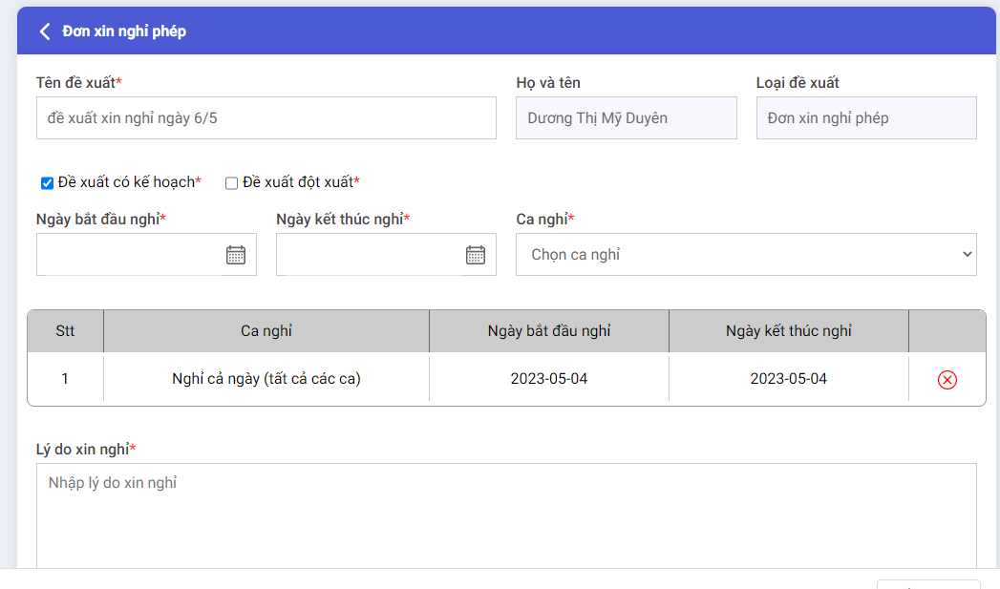 Đơn xin nghỉ phép
Tên đề xuất* Họ và tên Loại đề xuất
đề xuất xin nghỉ ngày 6/5 Dương Thị Mỹ Duyên Đơn xin nghỉ phép
Đề xuất có kế hoạch* Đề xuất đột xuất*
Ngày bắt đầu nghỉ* Ngày kết thúc nghỉ* Ca nghỉ*
Chọn ca nghỉ
Stt Ca nghỉ Ngày bắt đầu nghỉ Ngày kết thúc nghỉ
1 Nghỉ cả ngày (tất cả các ca) 2023-05-04 2023-05-04
Lý do xin nghỉ*
Nhập lý do xin nghỉ